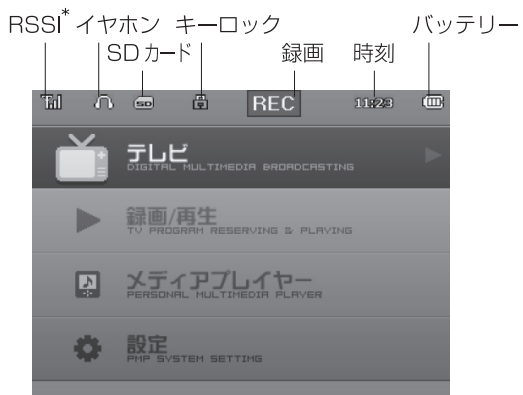 RSSI* イヤホン キーロック バッテリー
SDカード 録画 時刻
SD REC 11:23
テレビ
DIGITAL MULTIMEDIA BROADCASTING
録画/再生
TV PROGRAM RESERVING & PLAYING
メディアプレイヤー
PERSONAL MULTIMEDIA PLAYER
設定
PMP SYSTEM SETTING